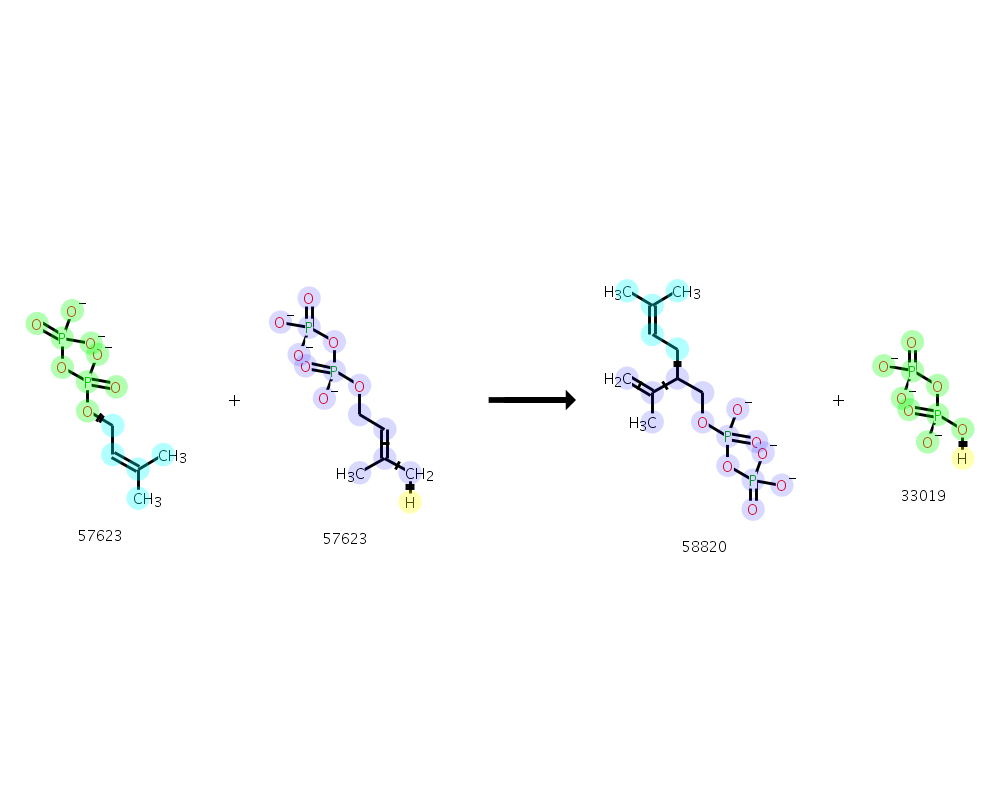 O⁻
O P O⁻
O O⁻
P O
O
CH3
CH3
57623
+
O
O⁻ P O
O⁻ O P O
O⁻
H3C CH2
H
57623
H3C CH3
H2C
H3C
O O⁻
P O
O O⁻
P O⁻
O
58820
+
O
O⁻ P O
O⁻ O P O
O⁻ H
33019